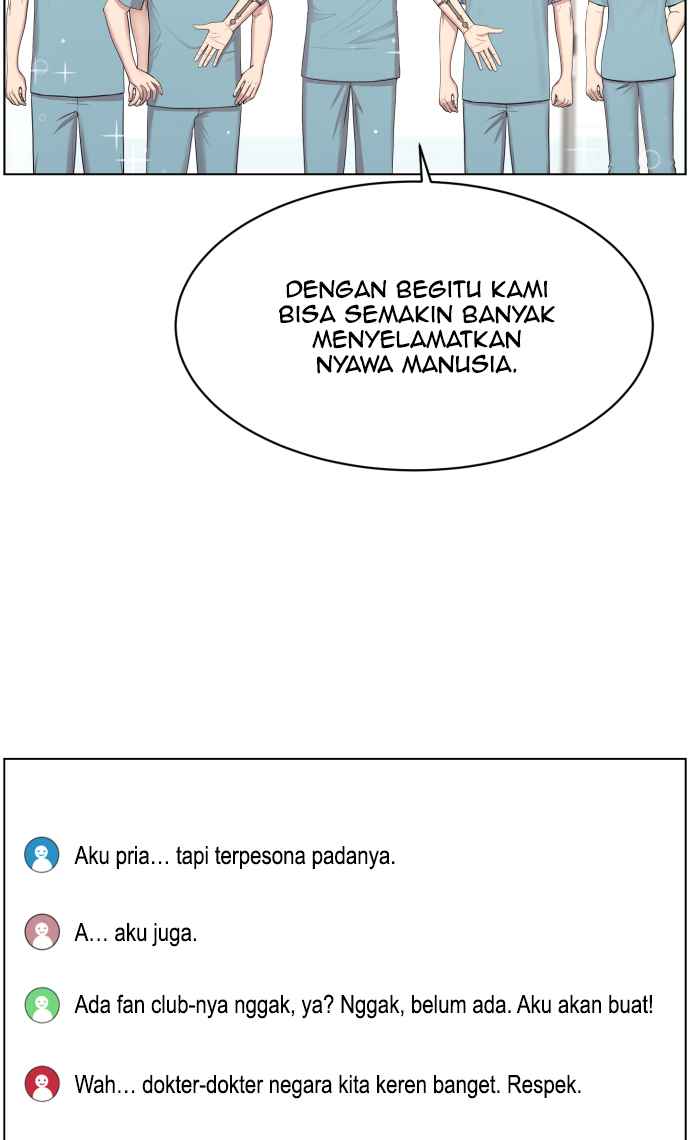 DENGAN BEGITU KAMI
BISA SEMAKIN BANYAK
MENYELAMATKAN
NYAWA MANUSIA.
Aku pria... tapi terpesona padanya.
A... aku juga.
Ada fan club-nya nggak, ya? Nggak, belum ada. Aku akan buat!
Wah... dokter-dokter negara kita keren banget. Respek.